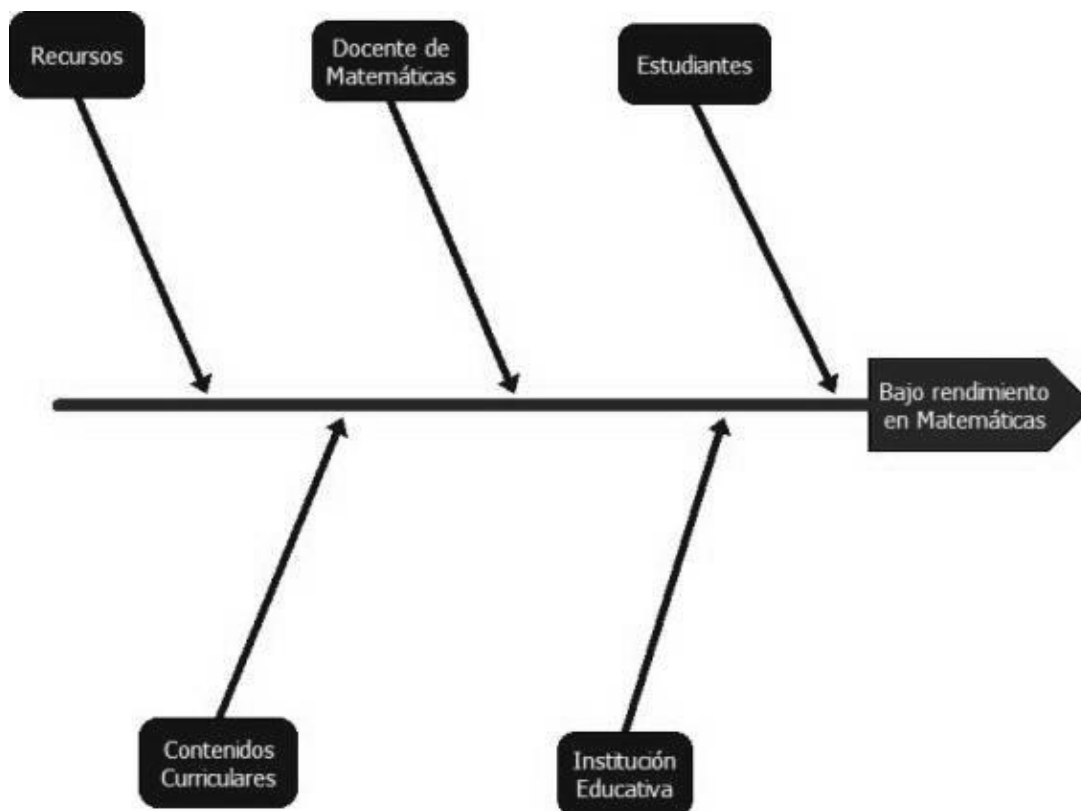 Recursos
Docente de
Matemáticas
Estudiantes
Bajo rendimiento
en Matemáticas
Contenidos
Curriculares
Institución
Educativa